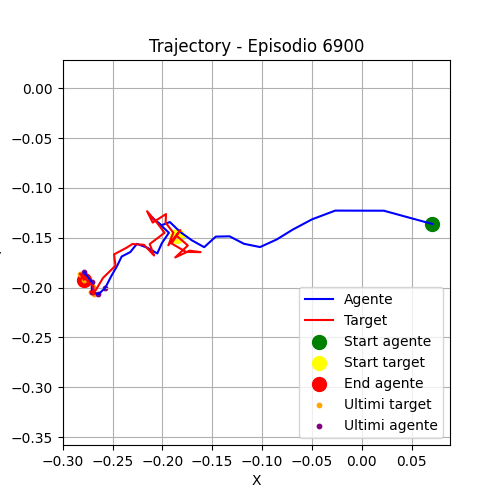 Trajectory - Episodio 6900
0.00
−0.05
−0.10
−0.15
−0.20
−0.25
−0.30
−0.35
−0.30
−0.25
−0.20
−0.15
−0.10
−0.05
0.00
0.05
X
Agente
Target
Start agente
Start target
End agente
Ultimi target
Ultimi agente